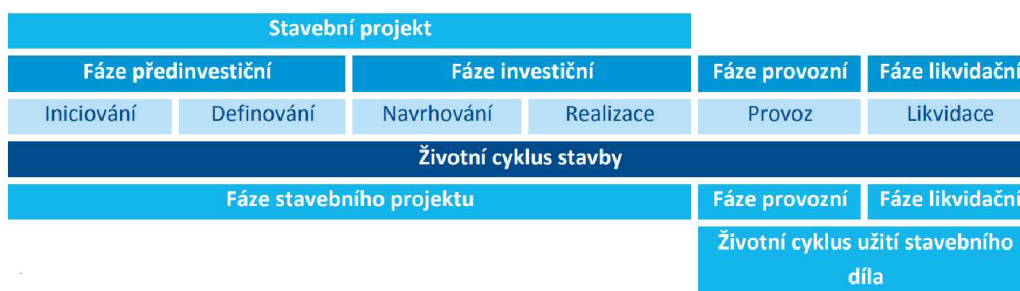 Stavební projekt
Fáze předinvestiční Fáze investiční Fáze provozní Fáze likvidační
Iniciování Definování Navrhování Realizace Provoz Likvidace
Životní cyklus stavby
Fáze stavebního projektu Fáze provozní Fáze likvidační
Životní cyklus užití stavebního
díla